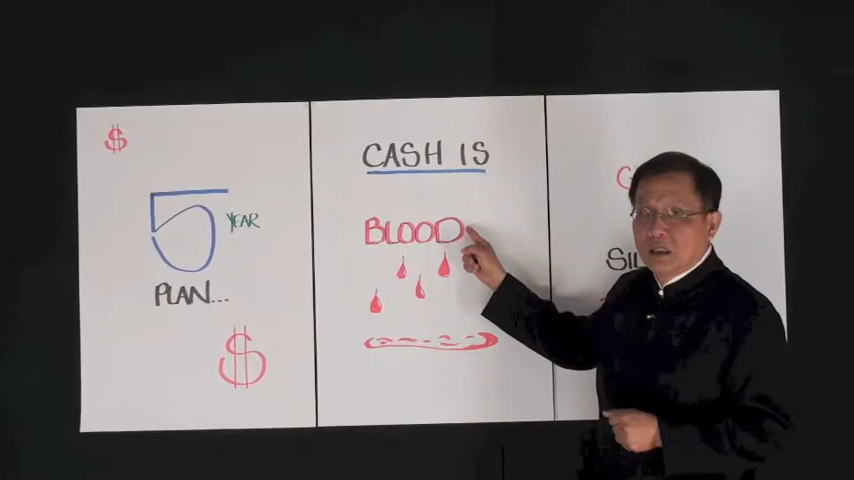 $
5 YEAR
PLAN...
$
CASH IS
BLOOD